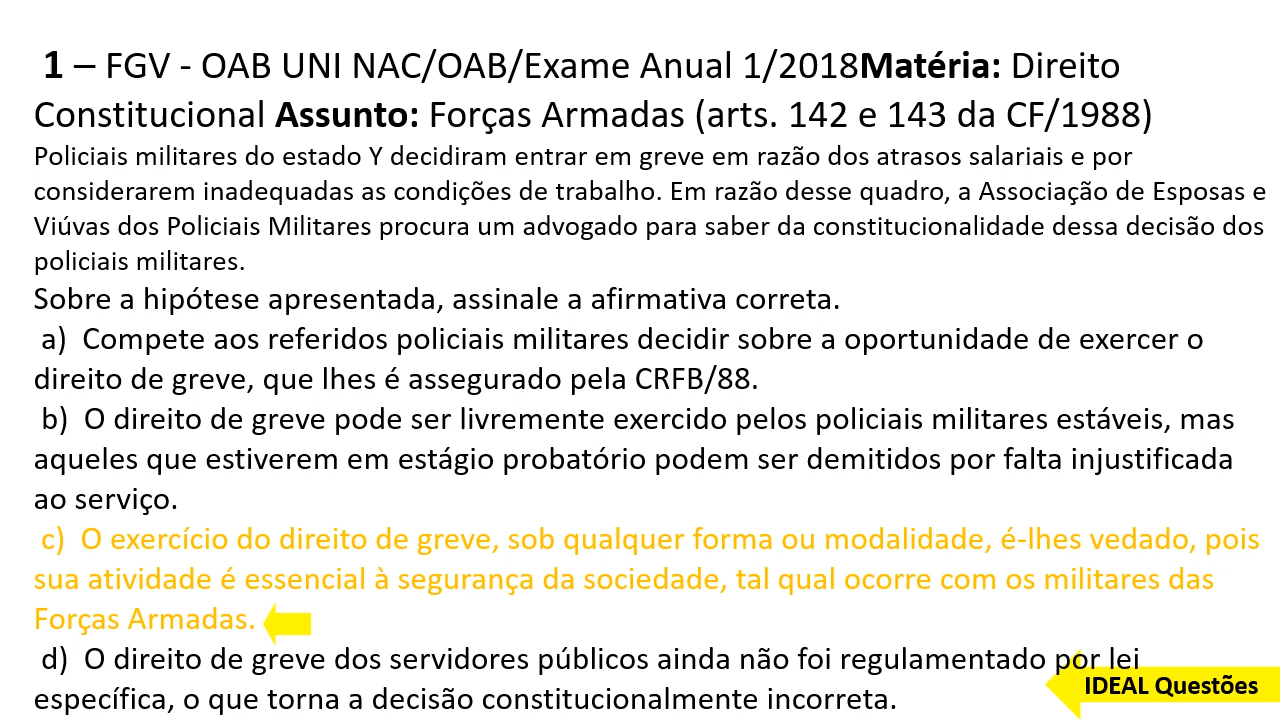 1 – FGV - OAB UNI NAC/OAB/Exame Anual 1/2018Matéria: Direito
Constitucional Assunto: Forças Armadas (arts. 142 e 143 da CF/1988)
Policiais militares do estado Y decidiram entrar em greve em razão dos atrasos salariais e por
considerarem inadequadas as condições de trabalho. Em razão desse quadro, a Associação de Esposas e
Viúvas dos Policiais Militares procura um advogado para saber da constitucionalidade dessa decisão dos
policiais militares.
Sobre a hipótese apresentada, assinale a afirmativa correta.
a) Compete aos referidos policiais militares decidir sobre a oportunidade de exercer o
direito de greve, que lhes é assegurado pela CRFB/88.
b) O direito de greve pode ser livremente exercido pelos policiais militares estáveis, mas
aqueles que estiverem em estágio probatório podem ser demitidos por falta injustificada
ao serviço.
c) O exercício do direito de greve, sob qualquer forma ou modalidade, é-lhes vedado, pois
sua atividade é essencial à segurança da sociedade, tal qual ocorre com os militares das
Forças Armadas.
d) O direito de greve dos servidores públicos ainda não foi regulamentado por lei
específica, o que torna a decisão constitucionalmente incorreta.
IDEAL Questões